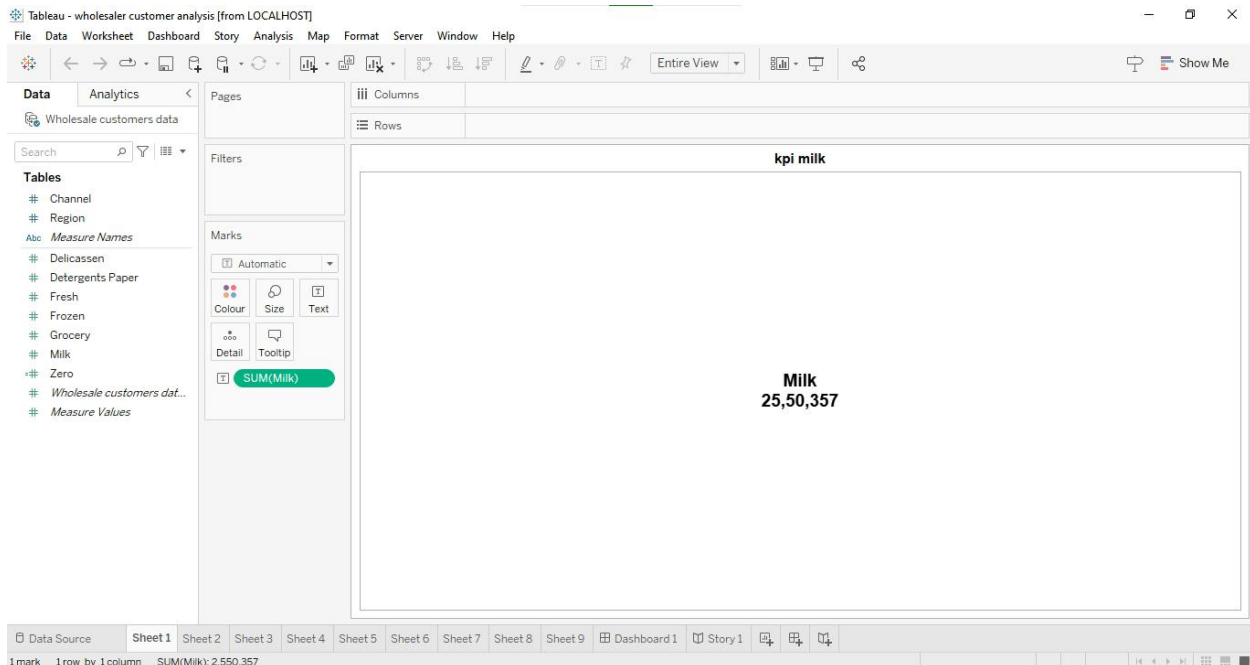 Tableau - wholesaler customer analysis [from LOCALHOST]
File Data Worksheet Dashboard Story Analysis Map Format Server Window Help
Entire View
Show Me
Data Analytics
Pages
Columns
Wholesale customers data
Rows
Search
Filters
kpi milk
Tables
# Channel
# Region
Abc Measure Names
Marks
# Delicassen
Automatic
# Detergents Paper
# Fresh
Colour Size Text
# Frozen
# Grocery
Detail Tooltip
# Milk
=# Zero
SUM(Milk)
# Wholesale customers dat...
# Measure Values
Milk
25,50,357
Data Source Sheet 1 Sheet 2 Sheet 3 Sheet 4 Sheet 5 Sheet 6 Sheet 7 Sheet 8 Sheet 9 Dashboard 1 Story 1
1 mark 1 row by 1 column SUM(Milk): 2,550,357